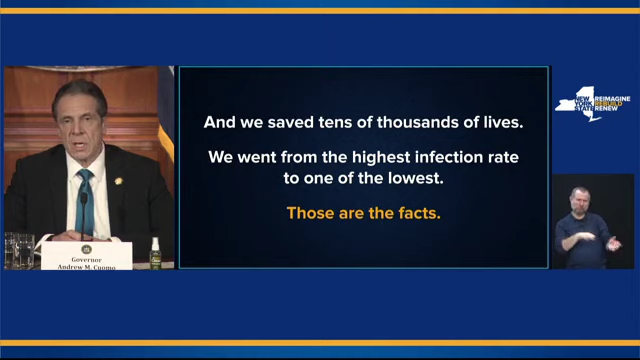 And we saved tens of thousands of lives.
We went from the highest infection rate
to one of the lowest.
Those are the facts.
NEW
YORK
STATE
REIMAGINE
REBUILD
RENEW
Governor
Andrew M. Cuomo